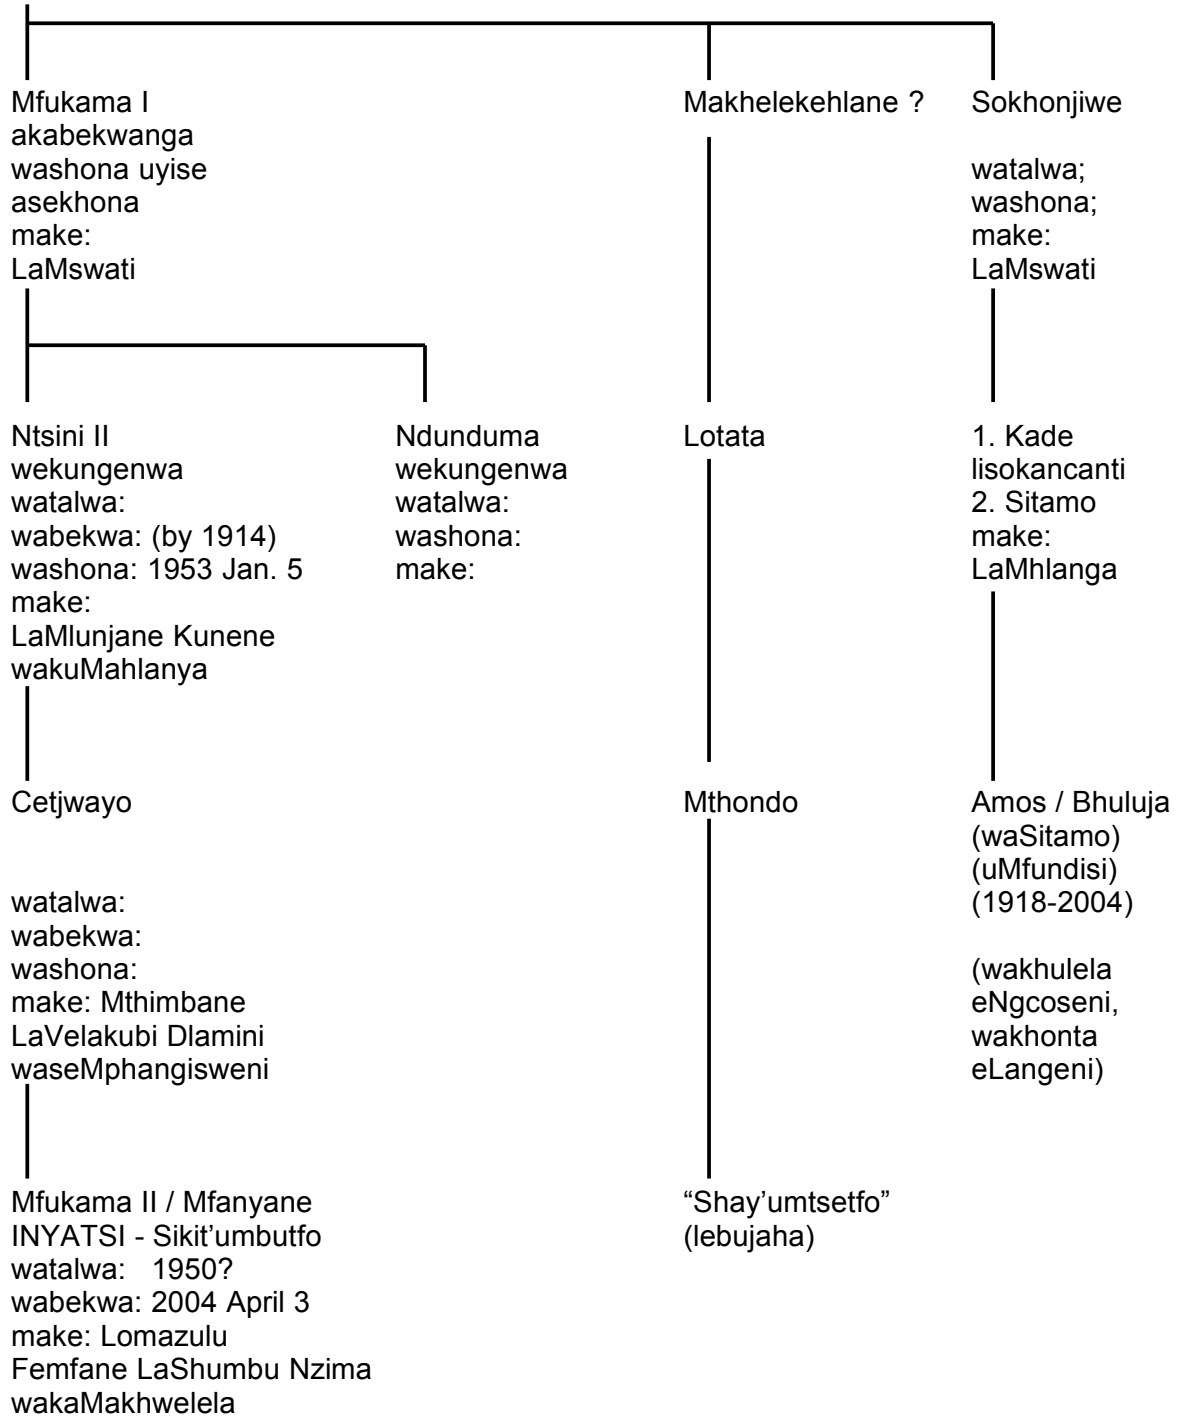 Mfukama I
akabekwanga
washona uyise
asekhona
make:
LaMswati
Makhelekehlane ?
Sokhonjiwe
watalwa;
washona;
make:
LaMswati
Ntsini II
wekungenwa
watalwa:
wabekwa: (by 1914)
washona: 1953 Jan. 5
make:
LaMlunjane Kunene
wakuMahlanya
Ndunduma
wekungenwa
watalwa:
washona:
make:
Lotata
1. Kade
lisokancanti
2. Sitamo
make:
LaMhlanga
Cetjwayo
watalwa:
wabekwa:
washona:
make: Mthimbane
LaVelakubi Dlamini
waseMphangisweni
Mthondo
Amos / Bhuluja
(waSitamo)
(uMfundisi)
(1918-2004)
(wakhulela
eNgcoseni,
wakhonta
eLangeni)
Mfukama II / Mfanyane
INYATSI - Sikit’umbutfo
watalwa: 1950?
wabekwa: 2004 April 3
make: Lomazulu
Femfane LaShumbu Nzima
wakaMakhwelela
“Shay’umtsetfo”
(lebujaha)